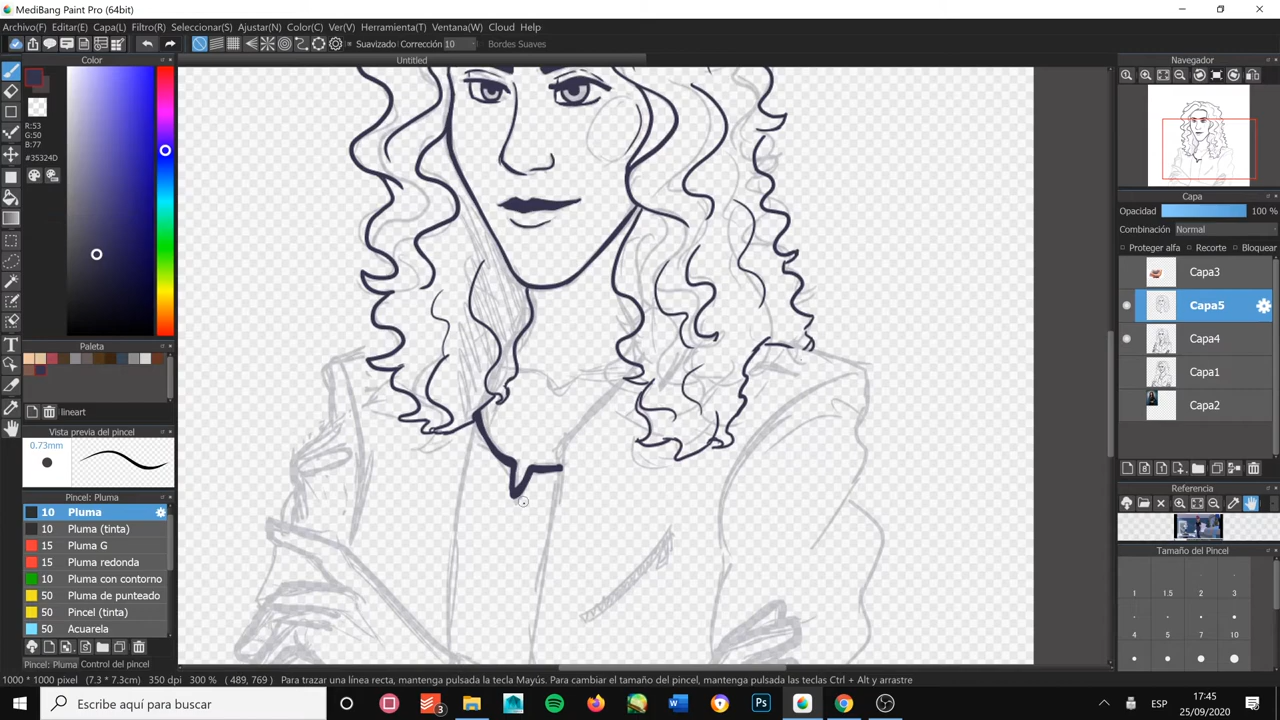 MediBang Paint Pro (64bit)
Archivo(F) Editar(E) Capa(L) Filtro(R) Seleccionar(S) Ajustar(N) Color(C) Ver(V) Herramienta(T) Ventana(W) Cloud Help
Suavizado Corrección 10 Bordes Suaves
Color
Untitled
Navegador
R:53
G:50
B:77
#35324D
Capa
Opacidad 100 %
Combinación Normal
Proteger alfa Recorte Bloquear
Capa3
Capa5
Capa4
Capa1
Capa2
Paleta
lineart
Vista previa del pincel
0.73mm
Pincel: Pluma
10 Pluma
10 Pluma (tinta)
15 Pluma G
15 Pluma redonda
10 Pluma con contorno
50 Pluma de punteado
50 Pincel (tinta)
50 Acuarela
Pincel: Pluma Control del pincel
Referencia
Tamaño del Pincel
1 1.5 2 3
4 5 7 10
1000 * 1000 pixel (7.3 * 7.3cm) 350 dpi 300 % ( 489, 769 ) Para trazar una línea recta, mantenga pulsada la tecla Mayús. Para cambiar el tamaño del pincel, mantenga pulsadas las teclas Ctrl + Alt y arrastre
Escribe aquí para buscar
3
Ps
ESP
17:45
25/09/2020